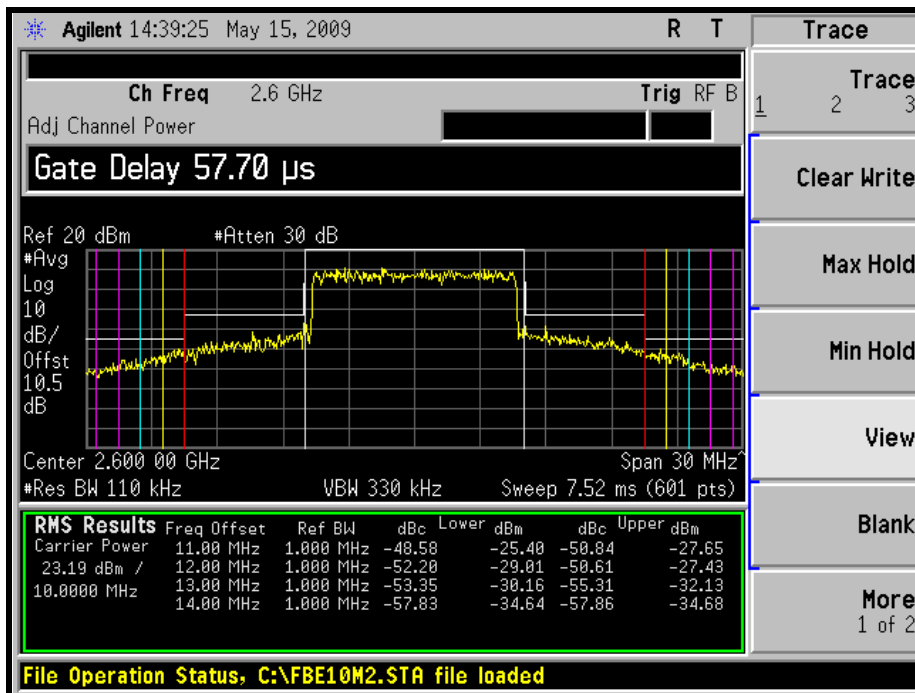 Agilent 14:39:25 May 15, 2009 R T
Trace
Ch Freq 2.6 GHz Trig RF B
Adj Channel Power
Gate Delay 57.70 µs
Ref 20 dBm #Atten 30 dB
#Avg
Log
10
dB/
Offst
10.5
dB
Center 2.600 00 GHz Span 30 MHz^
#Res BW 110 kHz VBW 330 kHz Sweep 7.52 ms (601 pts)
RMS Results Freq Offset Ref BW dBc Lower dBm dBc Upper dBm
Carrier Power 11.00 MHz 1.000 MHz -48.58 -25.40 -50.84 -27.65
23.19 dBm / 12.00 MHz 1.000 MHz -52.20 -29.01 -50.61 -27.43
10.0000 MHz 13.00 MHz 1.000 MHz -53.35 -30.16 -55.31 -32.13
14.00 MHz 1.000 MHz -57.83 -34.64 -57.86 -34.68
File Operation Status, C:\FBE10M2.STA file loaded
Trace
1 2 3
Clear Write
Max Hold
Min Hold
View
Blank
More
1 of 2